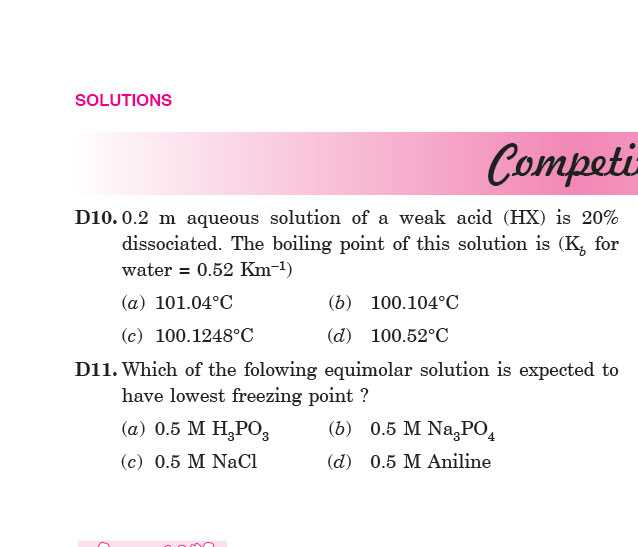 SOLUTIONS
Competi
D10. 0.2 m aqueous solution of a weak acid (HX) is 20%
dissociated. The boiling point of this solution is (K_b for
water = 0.52 Km⁻¹)
(a) 101.04°C (b) 100.104°C
(c) 100.1248°C (d) 100.52°C
D11. Which of the folowing equimolar solution is expected to
have lowest freezing point ?
(a) 0.5 M H₃PO₃ (b) 0.5 M Na₃PO₄
(c) 0.5 M NaCl (d) 0.5 M Aniline